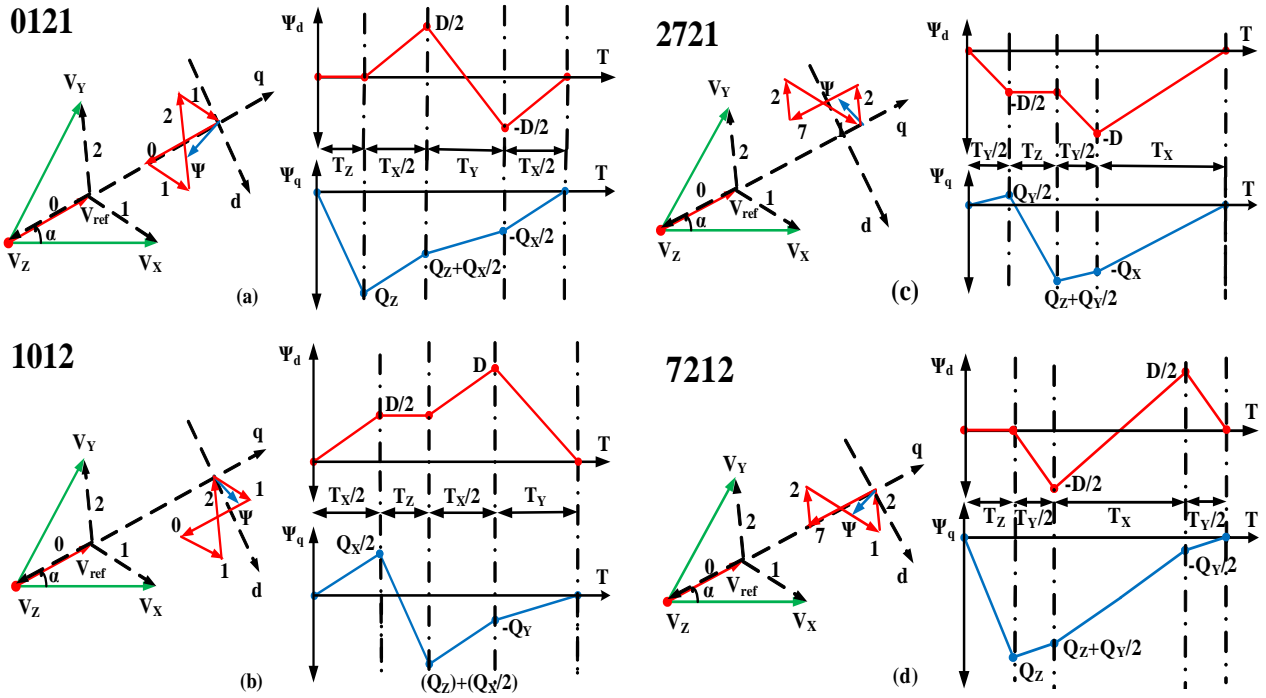 0121
Ψd
D/2
T
-D/2
TZ
TX/2
TY
TX/2
Ψq
T
QZ
QZ+QX/2
-QX/2
VY
2
0
1
Vref
α
VZ
VX
q
d
1
2
0
Ψ
1
(a)
2721
Ψd
T
-D/2
-D
TY/2
TZ
TY/2
TX
Ψq
T
QY/2
-QX
QZ+QY/2
VY
2
0
1
Vref
α
VZ
VX
q
d
2
Ψ
2
7
(c)
1012
Ψd
D
D/2
T
TX/2
TZ
TX/2
TY
Ψq
T
QX/2
-QY
(QZ)+(QX/2)
VY
2
0
1
Vref
α
VZ
VX
q
d
2
1
0
Ψ
1
(b)
7212
Ψd
D/2
T
-D/2
TZ
TY/2
TX
TY/2
Ψq
T
-QY/2
QZ+QY/2
QZ
VY
2
0
1
Vref
α
VZ
VX
q
d
2
2
7
Ψ
1
(d)